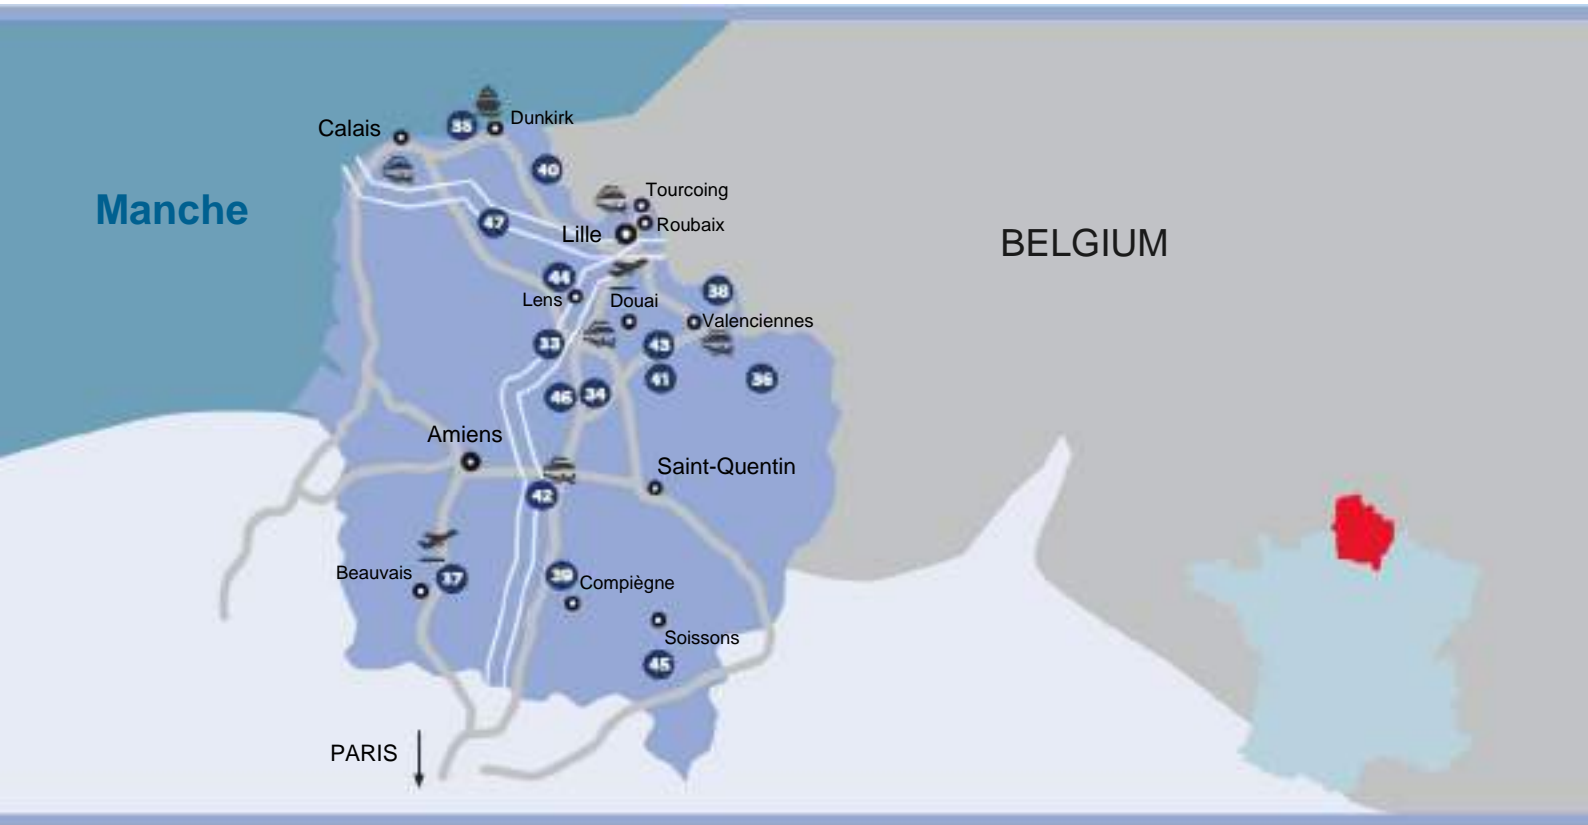 Calais
35
Dunkirk
40
Manche
Tourcoing
47
Roubaix
Lille
BELGIUM
44
38
Lens
Douai
Valenciennes
33
43
41
36
46
34
Amiens
Saint-Quentin
42
Beauvais
37
39
Compiègne
Soissons
45
PARIS